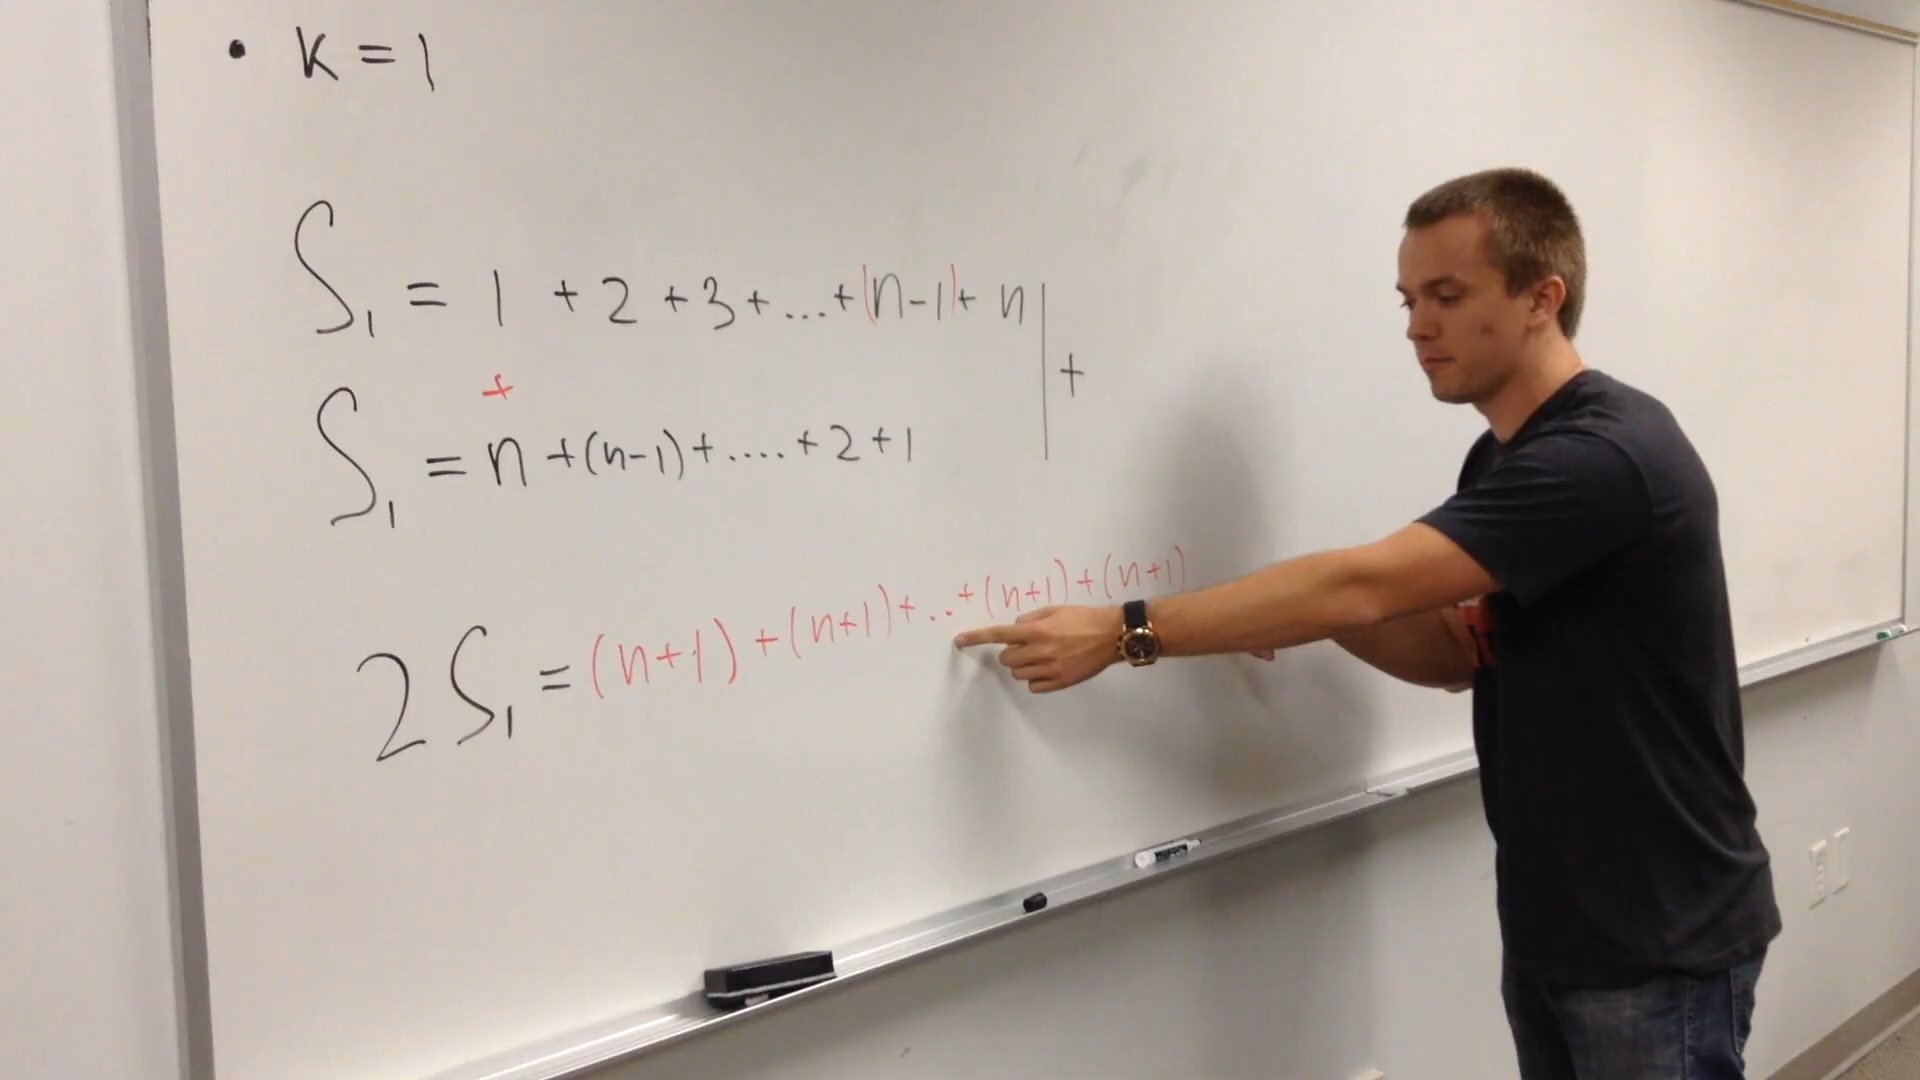 • K = 1
S₁ = 1 + 2 + 3 + ... + (n-1) + n | +
+
S₁ = n + (n-1) + .... + 2 + 1
2S₁ = (n+1) + (n+1) + ... + (n+1) + (n+1)